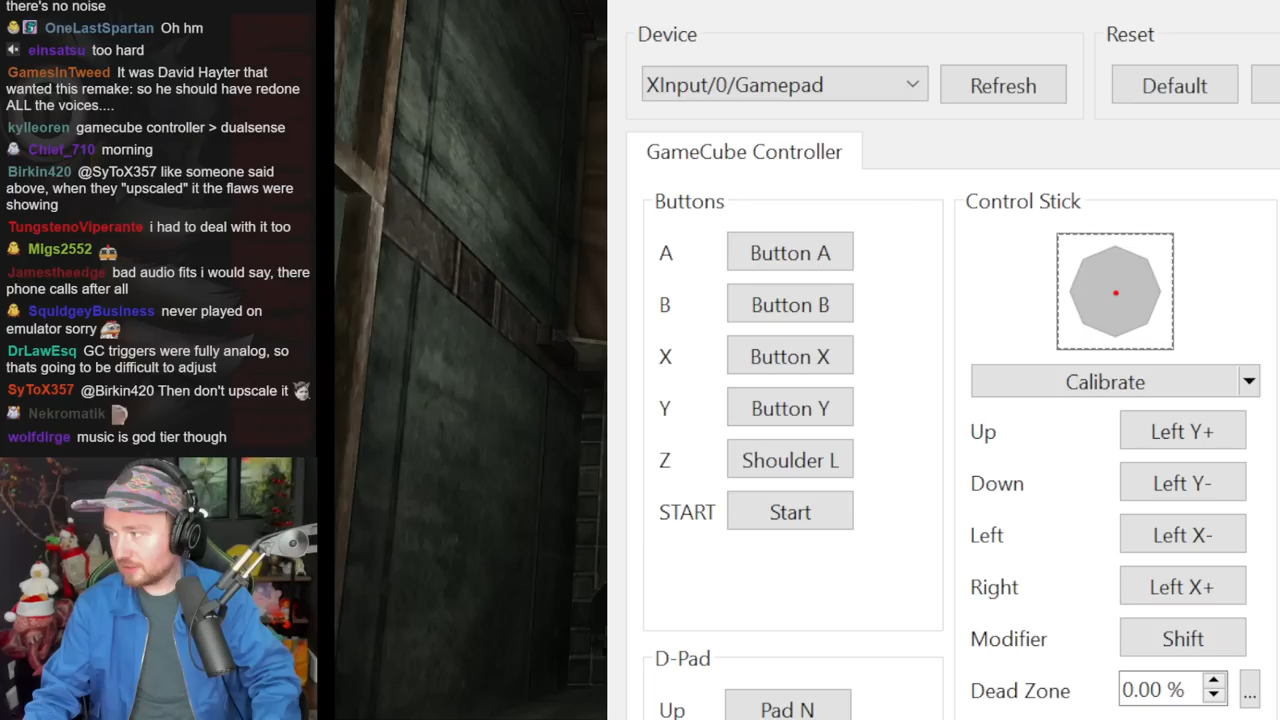 there's no noise
OneLastSpartan Oh hm
einsatsu too hard
GamesInTweed It was David Hayter that
wanted this remake: so he should have redone
ALL the voices....
kylleoren gamecube controller > dualsense
Chief_710 morning
Birkin420 @SyToX357 like someone said
above, when they "upscaled" it the flaws were
showing
TungstenoViperante i had to deal with it too
Migs2552
Jamestheedge bad audio fits i would say, there
phone calls after all
SquidgeyBusiness never played on
emulator sorry
DrLawEsq GC triggers were fully analog, so
thats going to be difficult to adjust
SyToX357 @Birkin420 Then don't upscale it
Nekromatik
wolfdirge music is god tier though
Device
XInput/0/Gamepad
Refresh
Reset
Default
GameCube Controller
Buttons
A Button A
B Button B
X Button X
Y Button Y
Z Shoulder L
START Start
D-Pad
Up Pad N
Control Stick
Calibrate
Up Left Y+
Down Left Y-
Left Left X-
Right Left X+
Modifier Shift
Dead Zone 0.00 % ...